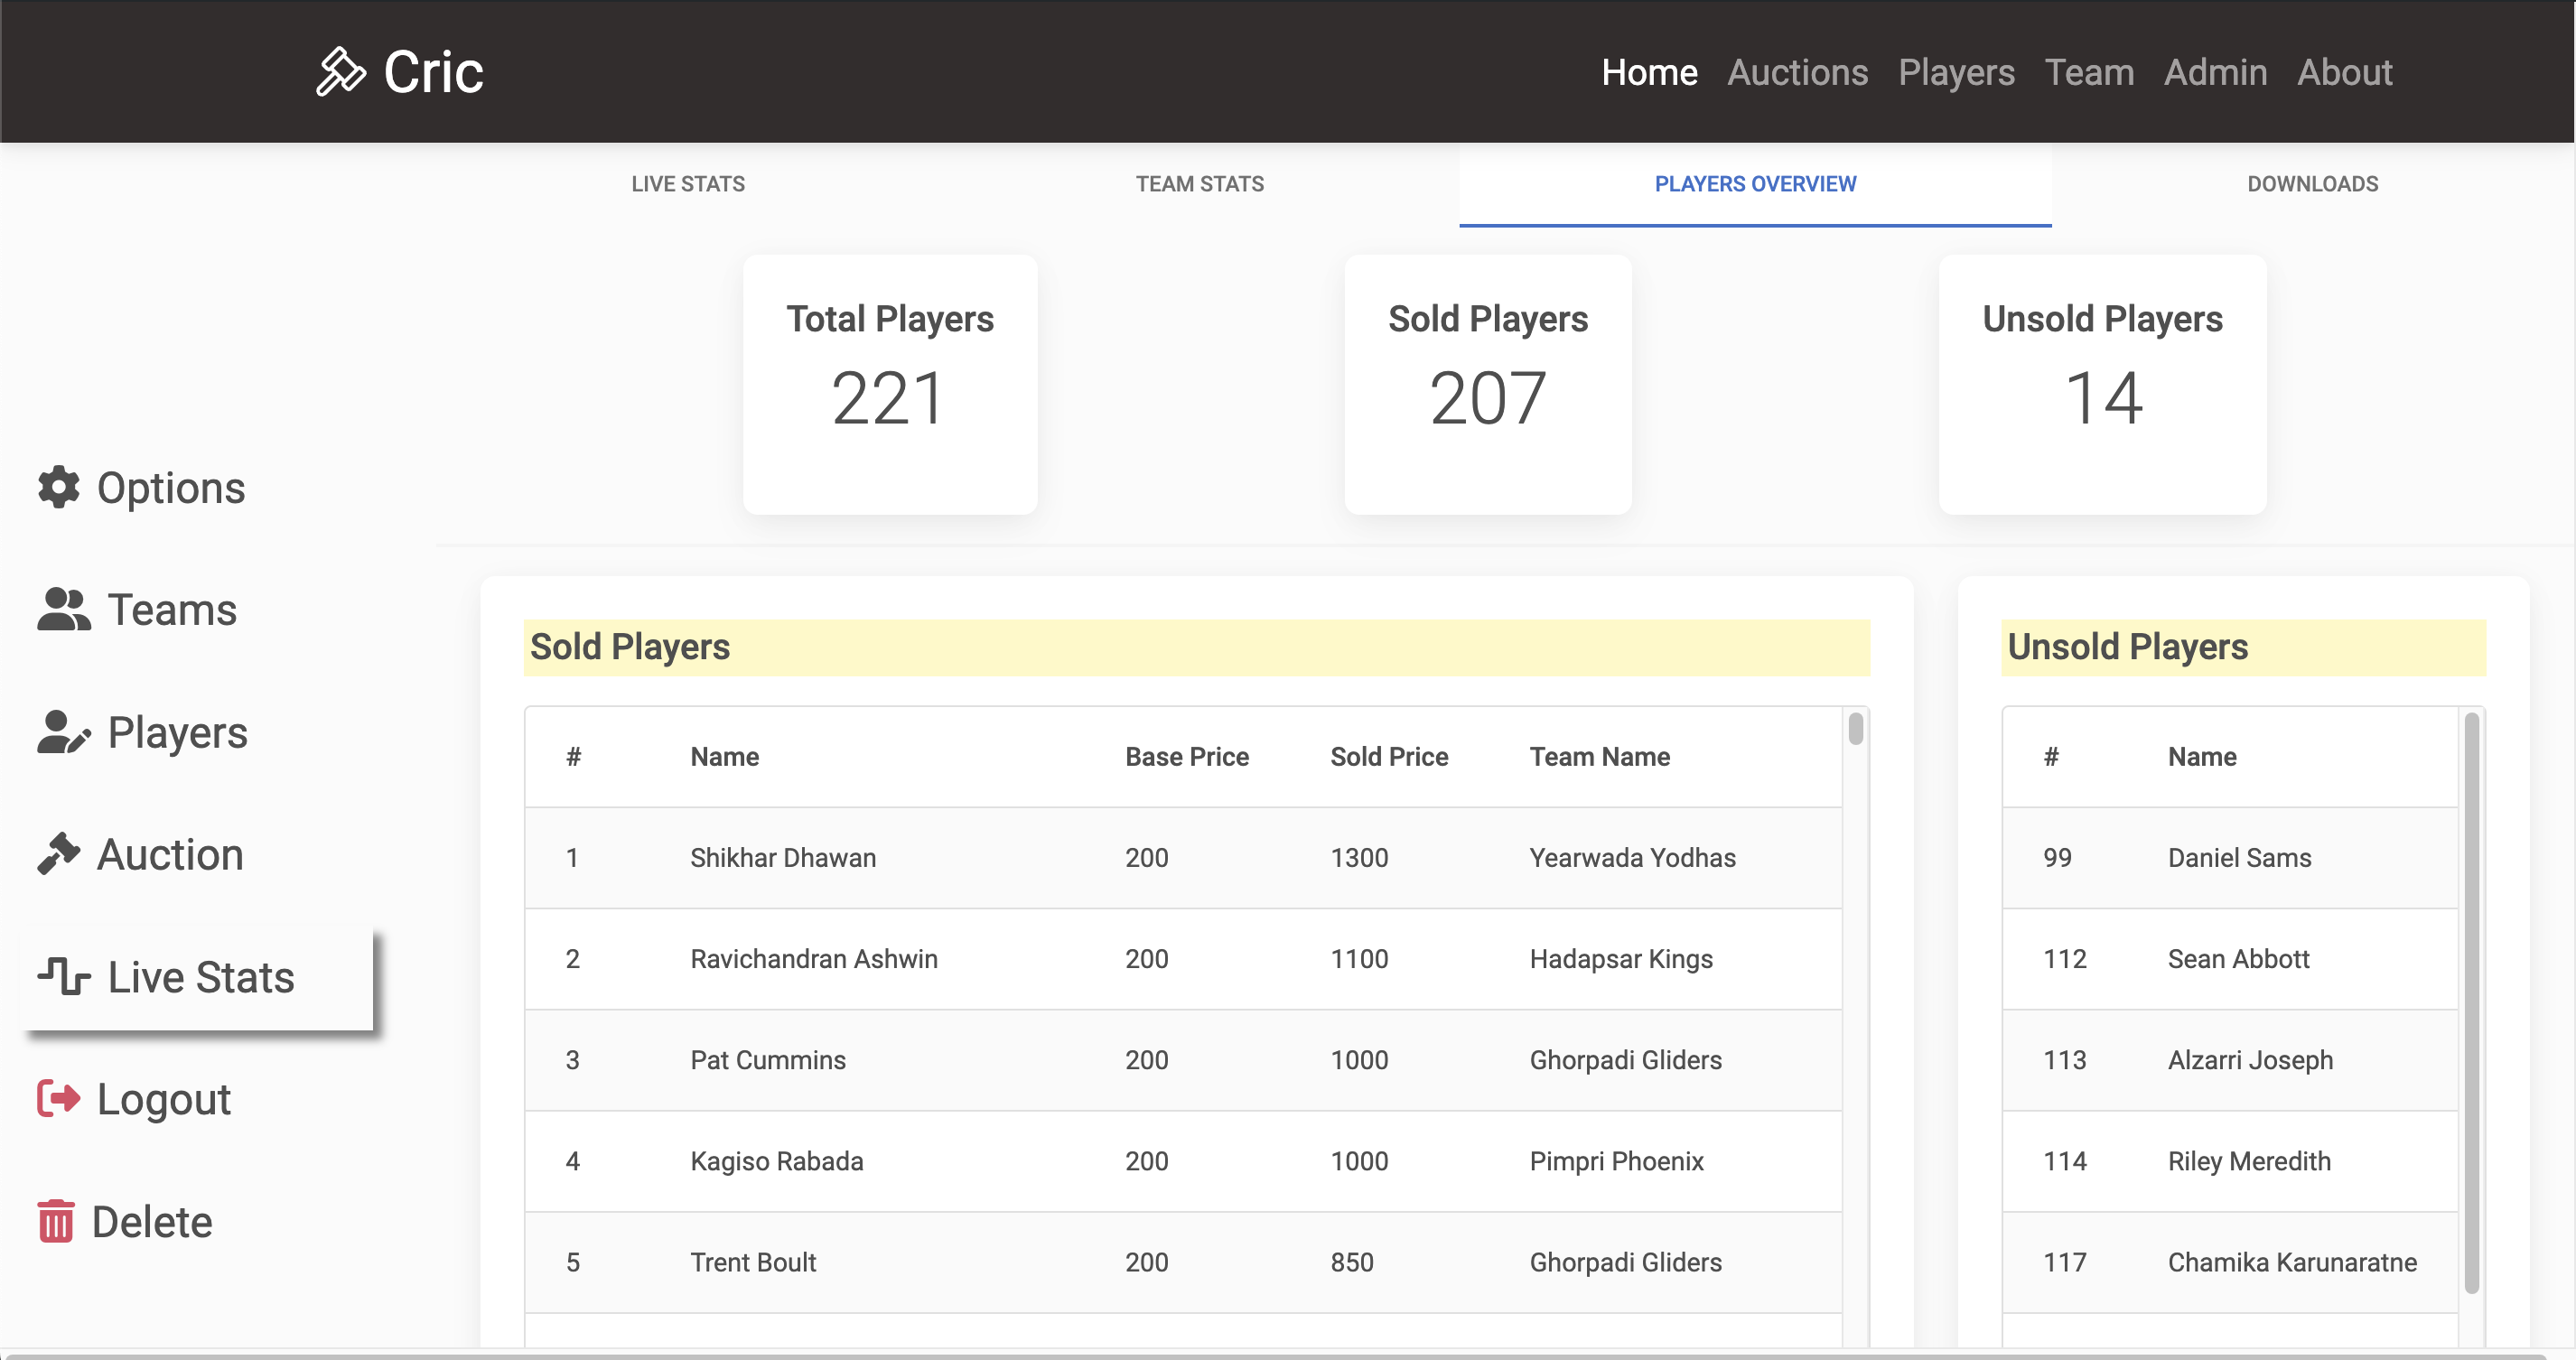 Cric
Home Auctions Players Team Admin About
LIVE STATS TEAM STATS PLAYERS OVERVIEW DOWNLOADS
Total Players Sold Players Unsold Players
221 207 14
Options
Teams
Players
Auction
Live Stats
Logout
Delete
Sold Players
# Name Base Price Sold Price Team Name
1 Shikhar Dhawan 200 1300 Yearwada Yodhas
2 Ravichandran Ashwin 200 1100 Hadapsar Kings
3 Pat Cummins 200 1000 Ghorpadi Gliders
4 Kagiso Rabada 200 1000 Pimpri Phoenix
5 Trent Boult 200 850 Ghorpadi Gliders
Unsold Players
# Name
99 Daniel Sams
112 Sean Abbott
113 Alzarri Joseph
114 Riley Meredith
117 Chamika Karunaratne